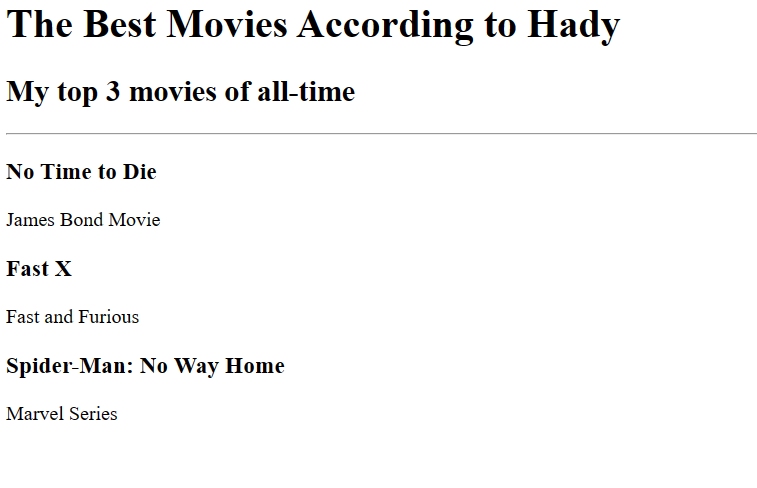 The Best Movies According to Hady
My top 3 movies of all-time
No Time to Die
James Bond Movie
Fast X
Fast and Furious
Spider-Man: No Way Home
Marvel Series